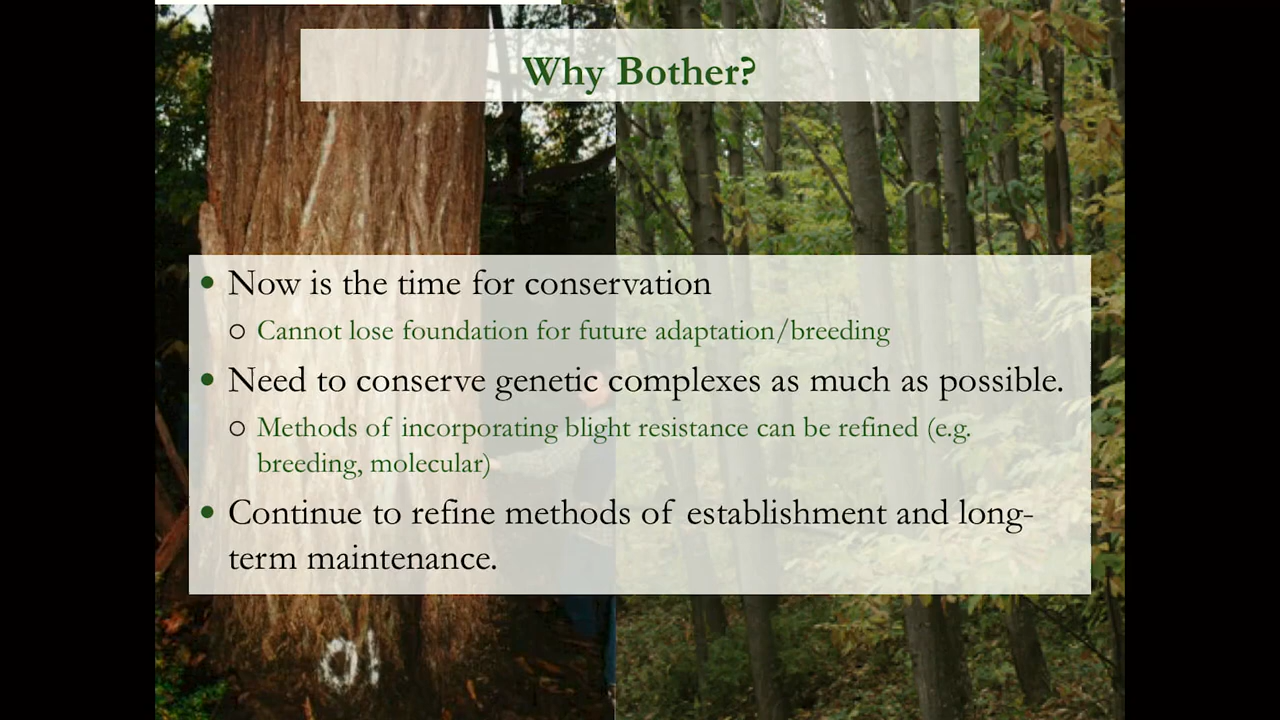 Why Bother?
• Now is the time for conservation
○ Cannot lose foundation for future adaptation/breeding
• Need to conserve genetic complexes as much as possible.
○ Methods of incorporating blight resistance can be refined (e.g.
breeding, molecular)
• Continue to refine methods of establishment and long-
term maintenance.